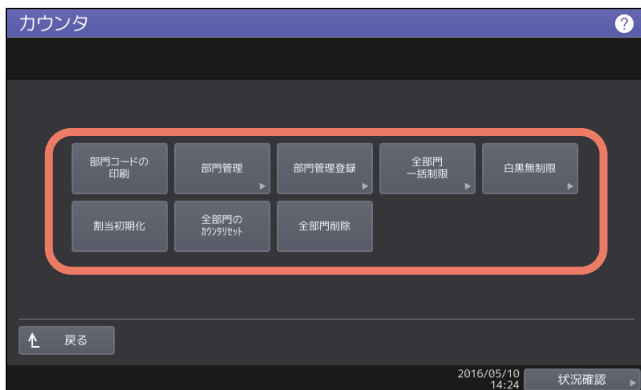 カウンタ
?
部門コードの
印刷
部門管理
部門管理登録
全部門
一括制限
白黒無制限
割当初期化
全部門の
ｶｳﾝﾀﾘｾｯﾄ
全部門削除
戻る
2016/05/10
14:24
状況確認